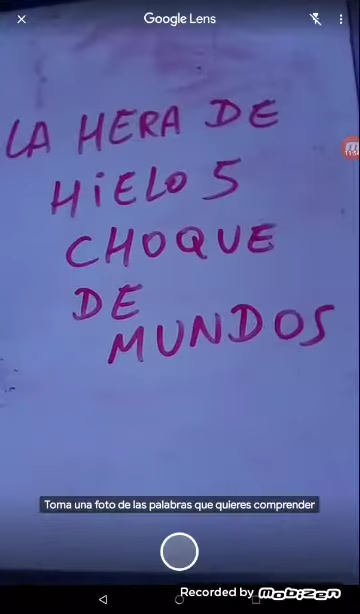 Google Lens
LA HERA DE
HiELO 5
CHOQUE
DE
MUNDOS
Toma una foto de las palabras que quieres comprender
Recorded by mobizen